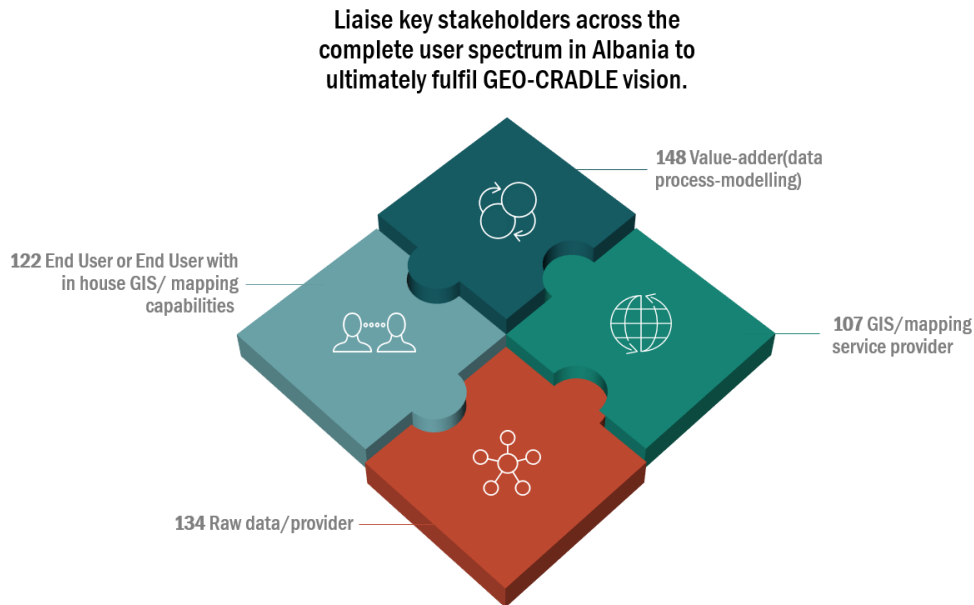 Liaise key stakeholders across the
complete user spectrum in Albania to
ultimately fulfil GEO-CRADLE vision.
148 Value-adder(data
process-modelling)
122 End User or End User with
in house GIS/ mapping
capabilities
107 GIS/mapping
service provider
134 Raw data/provider